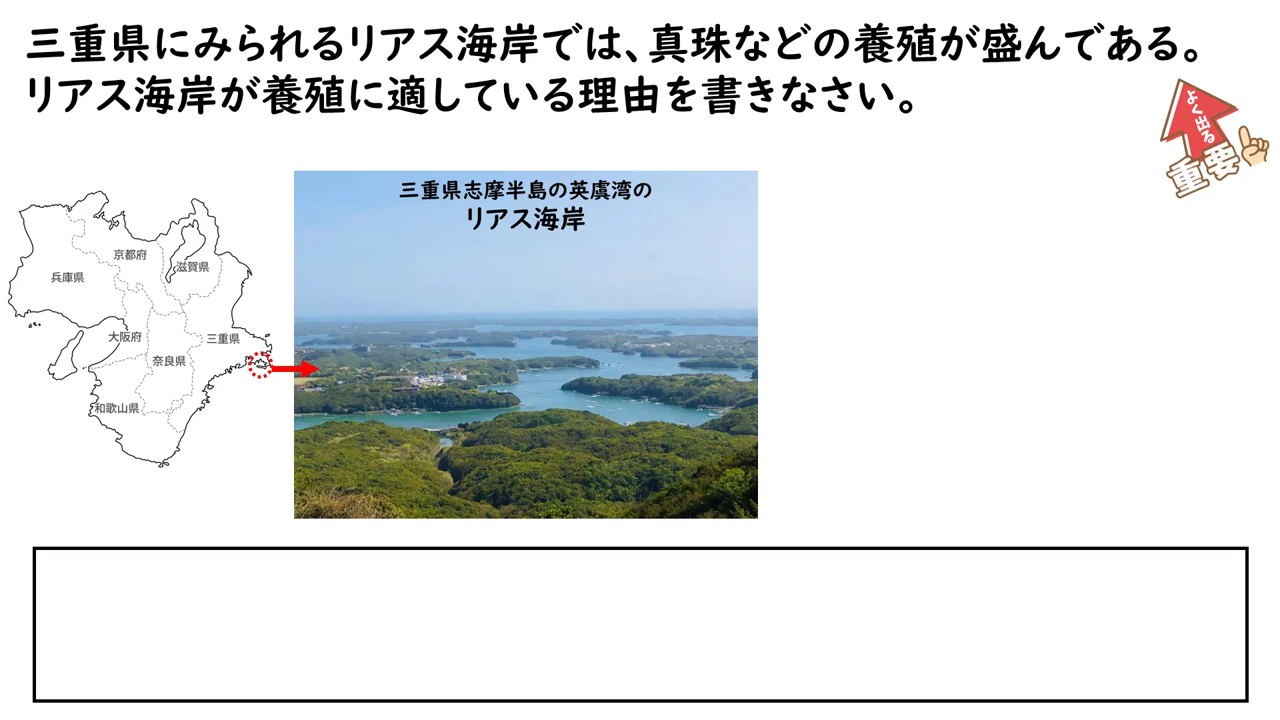 三重県にみられるリアス海岸では、真珠などの養殖が盛んである。
リアス海岸が養殖に適している理由を書きなさい。
よく出る
重要
三重県志摩半島の英虞湾の
リアス海岸
京都府
滋賀県
兵庫県
大阪府
三重県
奈良県
和歌山県